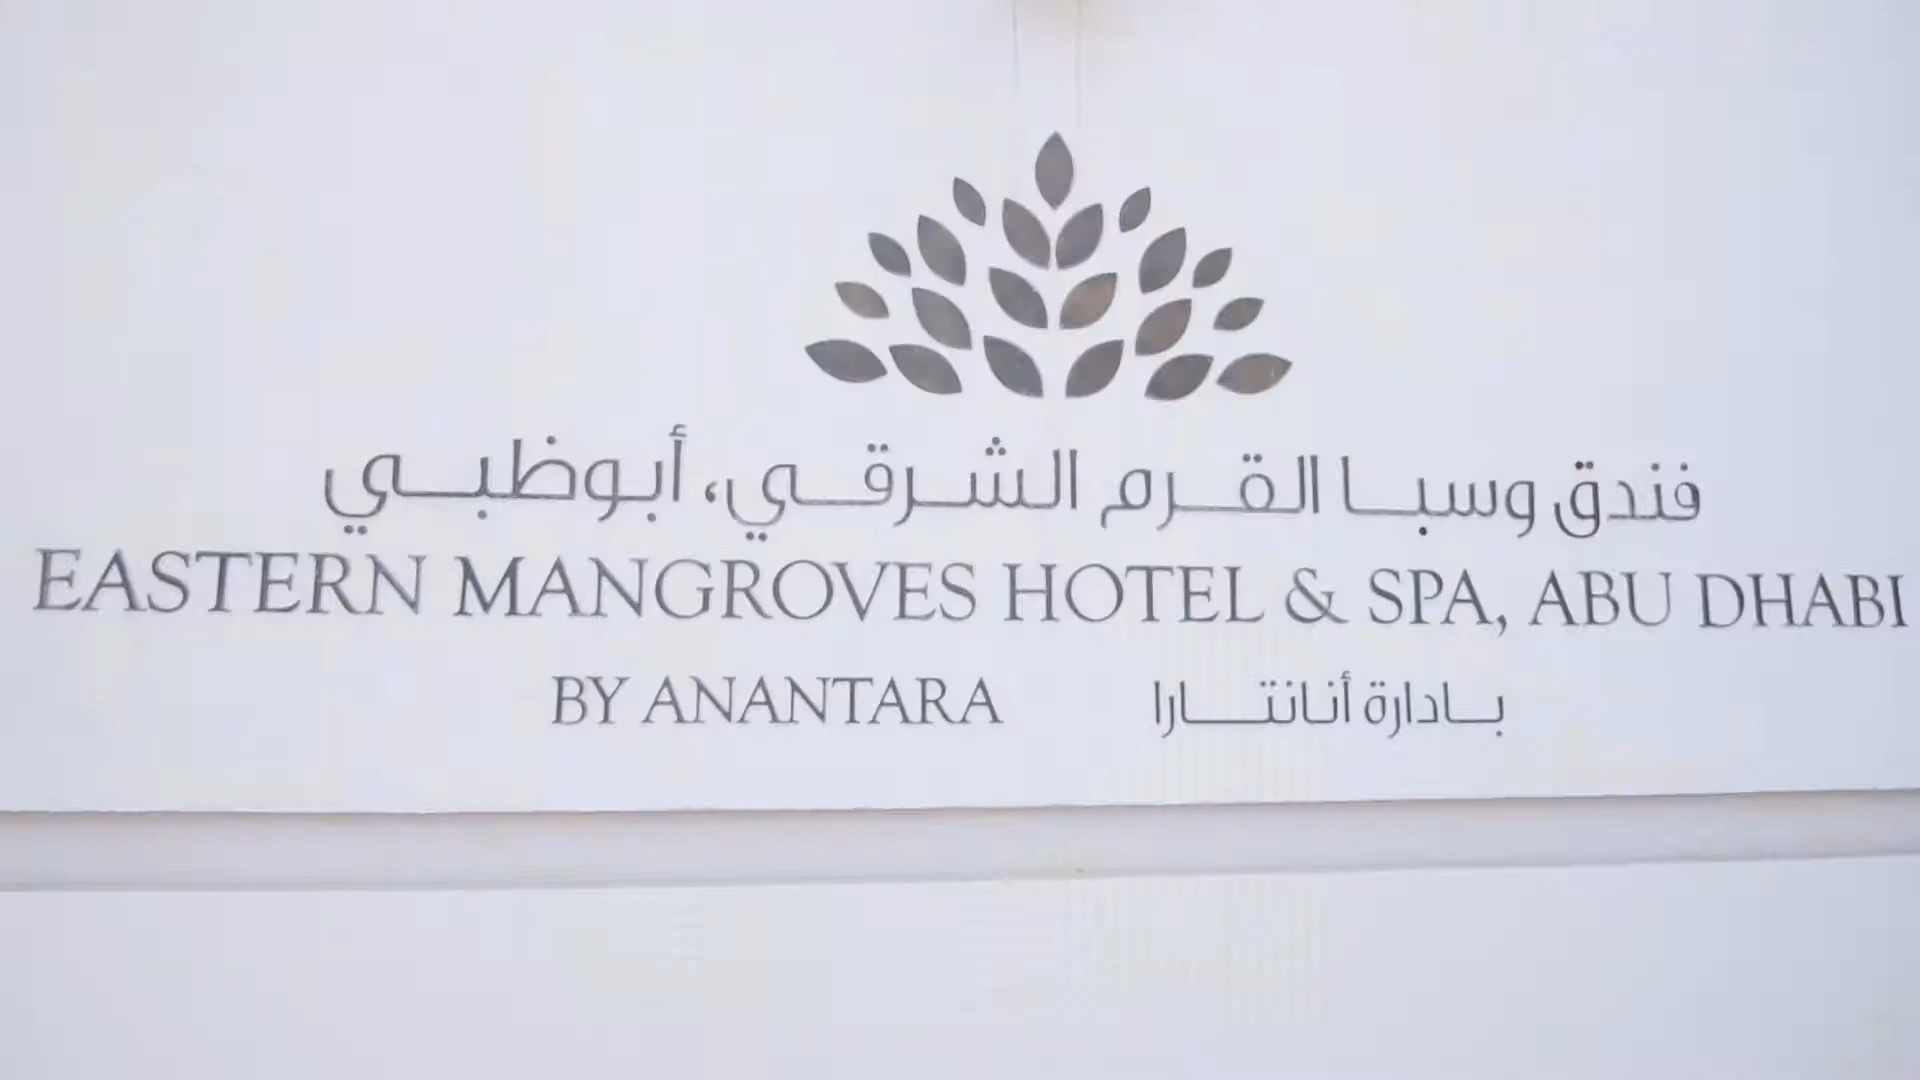 فندق وسبا القرم الشرقي، أبوظبي
EASTERN MANGROVES HOTEL & SPA, ABU DHABI
BY ANANTARA بادارة أنانتارا